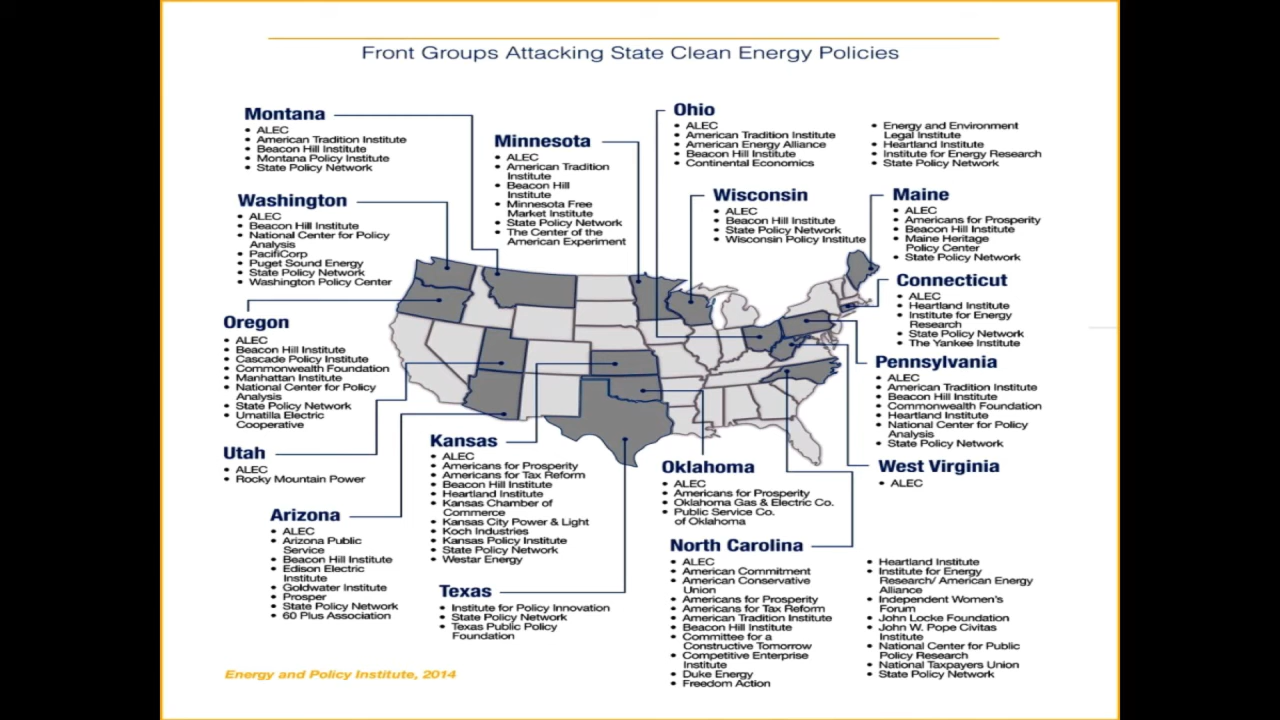 Front Groups Attacking State Clean Energy Policies
Montana
• ALEC
• American Tradition Institute
• Beacon Hill Institute
• Montana Policy Institute
• State Policy Network
Washington
• ALEC
• Beacon Hill Institute
• National Center for Policy
Analysis
• PacifiCorp
• Puget Sound Energy
• State Policy Network
• Washington Policy Center
Oregon
• ALEC
• Beacon Hill Institute
• Cascade Policy Institute
• Commonwealth Foundation
• Manhattan Institute
• National Center for Policy
Analysis
• State Policy Network
• Umatilla Electric
Cooperative
Utah
• ALEC
• Rocky Mountain Power
Arizona
• ALEC
• Arizona Public
Service
• Beacon Hill Institute
• Edison Electric
Institute
• Goldwater Institute
• Prosper
• State Policy Network
• 60 Plus Association
Minnesota
• ALEC
• American Tradition
Institute
• Beacon Hill
Institute
• Minnesota Free
Market Institute
• State Policy Network
• The Center of the
American Experiment
Kansas
• ALEC
• Americans for Prosperity
• Americans for Tax Reform
• Beacon Hill Institute
• Heartland Institute
• Kansas Chamber of
Commerce
• Kansas City Power & Light
• Koch Industries
• Kansas Policy Institute
• State Policy Network
• Westar Energy
Texas
• Institute for Policy Innovation
• State Policy Network
• Texas Public Policy
Foundation
Ohio
• ALEC
• American Tradition Institute
• American Energy Alliance
• Beacon Hill Institute
• Continental Economics
• Energy and Environment
Legal Institute
• Heartland Institute
• Institute for Energy Research
• State Policy Network
Wisconsin
• ALEC
• Beacon Hill Institute
• State Policy Network
• Wisconsin Policy Institute
Maine
• ALEC
• Americans for Prosperity
• Beacon Hill Institute
• Maine Heritage
Policy Center
• State Policy Network
Connecticut
• ALEC
• Heartland Institute
• Institute for Energy
Research
• State Policy Network
• The Yankee Institute
Pennsylvania
• ALEC
• American Tradition Institute
• Beacon Hill Institute
• Commonwealth Foundation
• Heartland Institute
• National Center for Policy
Analysis
• State Policy Network
West Virginia
• ALEC
Oklahoma
• ALEC
• Americans for Prosperity
• Oklahoma Gas & Electric Co.
• Public Service Co.
of Oklahoma
North Carolina
• ALEC
• American Commitment
• American Conservative
Union
• Americans for Prosperity
• Americans for Tax Reform
• American Tradition Institute
• Beacon Hill Institute
• Committee for a
Constructive Tomorrow
• Competitive Enterprise
Institute
• Duke Energy
• Freedom Action
• Heartland Institute
• Institute for Energy
Research/ American Energy
Alliance
• Independent Women's
Forum
• John Locke Foundation
• John W. Pope Civitas
Institute
• National Center for Public
Policy Research
• National Taxpayers Union
• State Policy Network
Energy and Policy Institute, 2014